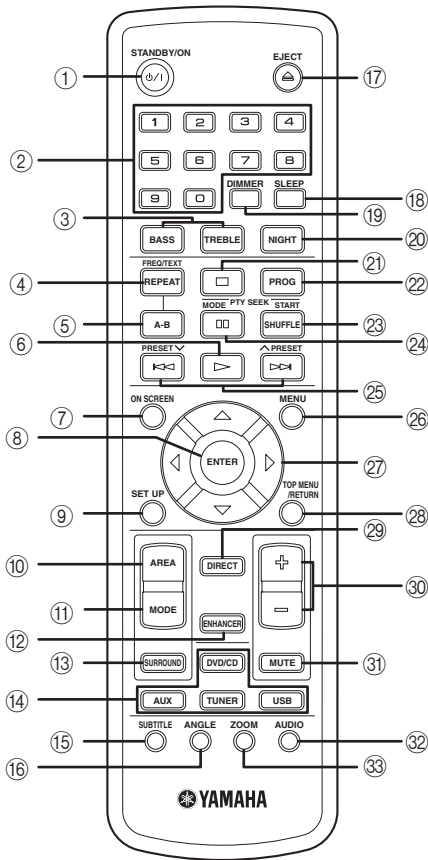 STANDBY/ON EJECT
① ⑰
1 2 3 4
② 5 6 7 8
DIMMER SLEEP
9 0 ⑱
③ ⑲
BASS TREBLE NIGHT ⑳
FREQ/TEXT ㉑
④ REPEAT PROG ㉒
MODE PTY SEEK START
⑤ A-B SHUFFLE ㉓
⑥ ㉔
PRESET PRESET
㉕
⑦ ON SCREEN MENU ㉖
⑧ ENTER ㉗
SET UP TOP MENU
/RETURN
⑨ ㉘
㉙
⑩ AREA DIRECT +
㉚
⑪ MODE −
⑫ ENHANCER
⑬ SURROUND DVD/CD MUTE ㉛
⑭ AUX TUNER USB
⑮ SUBTITLE ANGLE ZOOM AUDIO ㉜
⑯ ㉝
YAMAHA